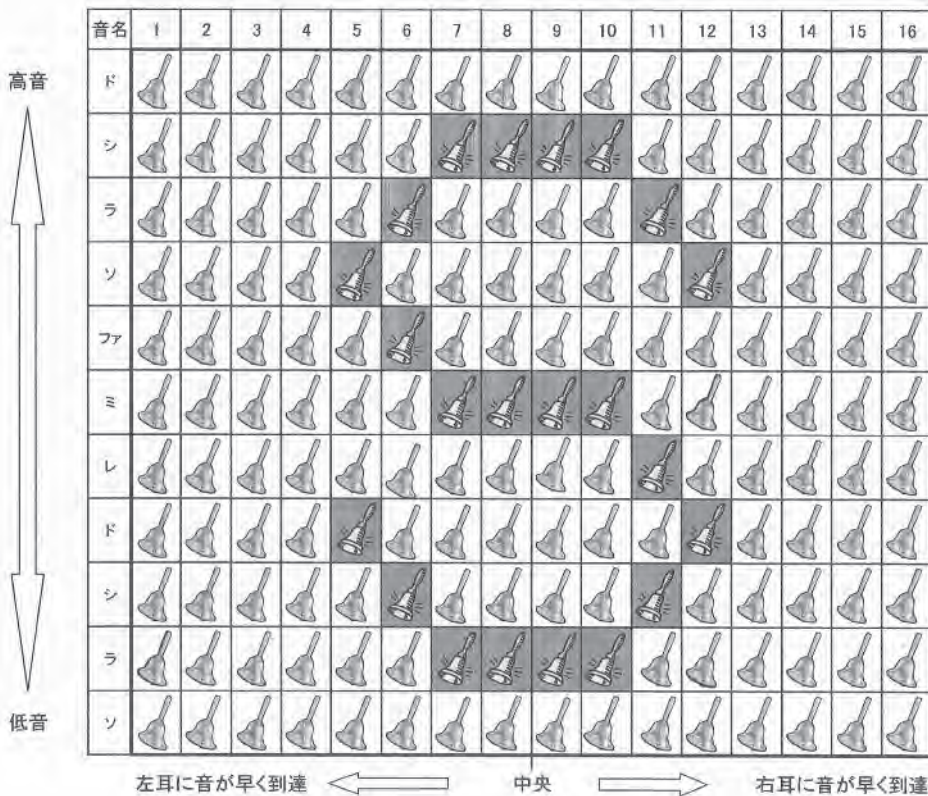 音名 1 2 3 4 5 6 7 8 9 10 11 12 13 14 15 16
高音
ド
シ
ラ
ソ
ファ
ミ
レ
ド
シ
ラ
低音
ソ
左耳に音が早く到達 中央 右耳に音が早く到達